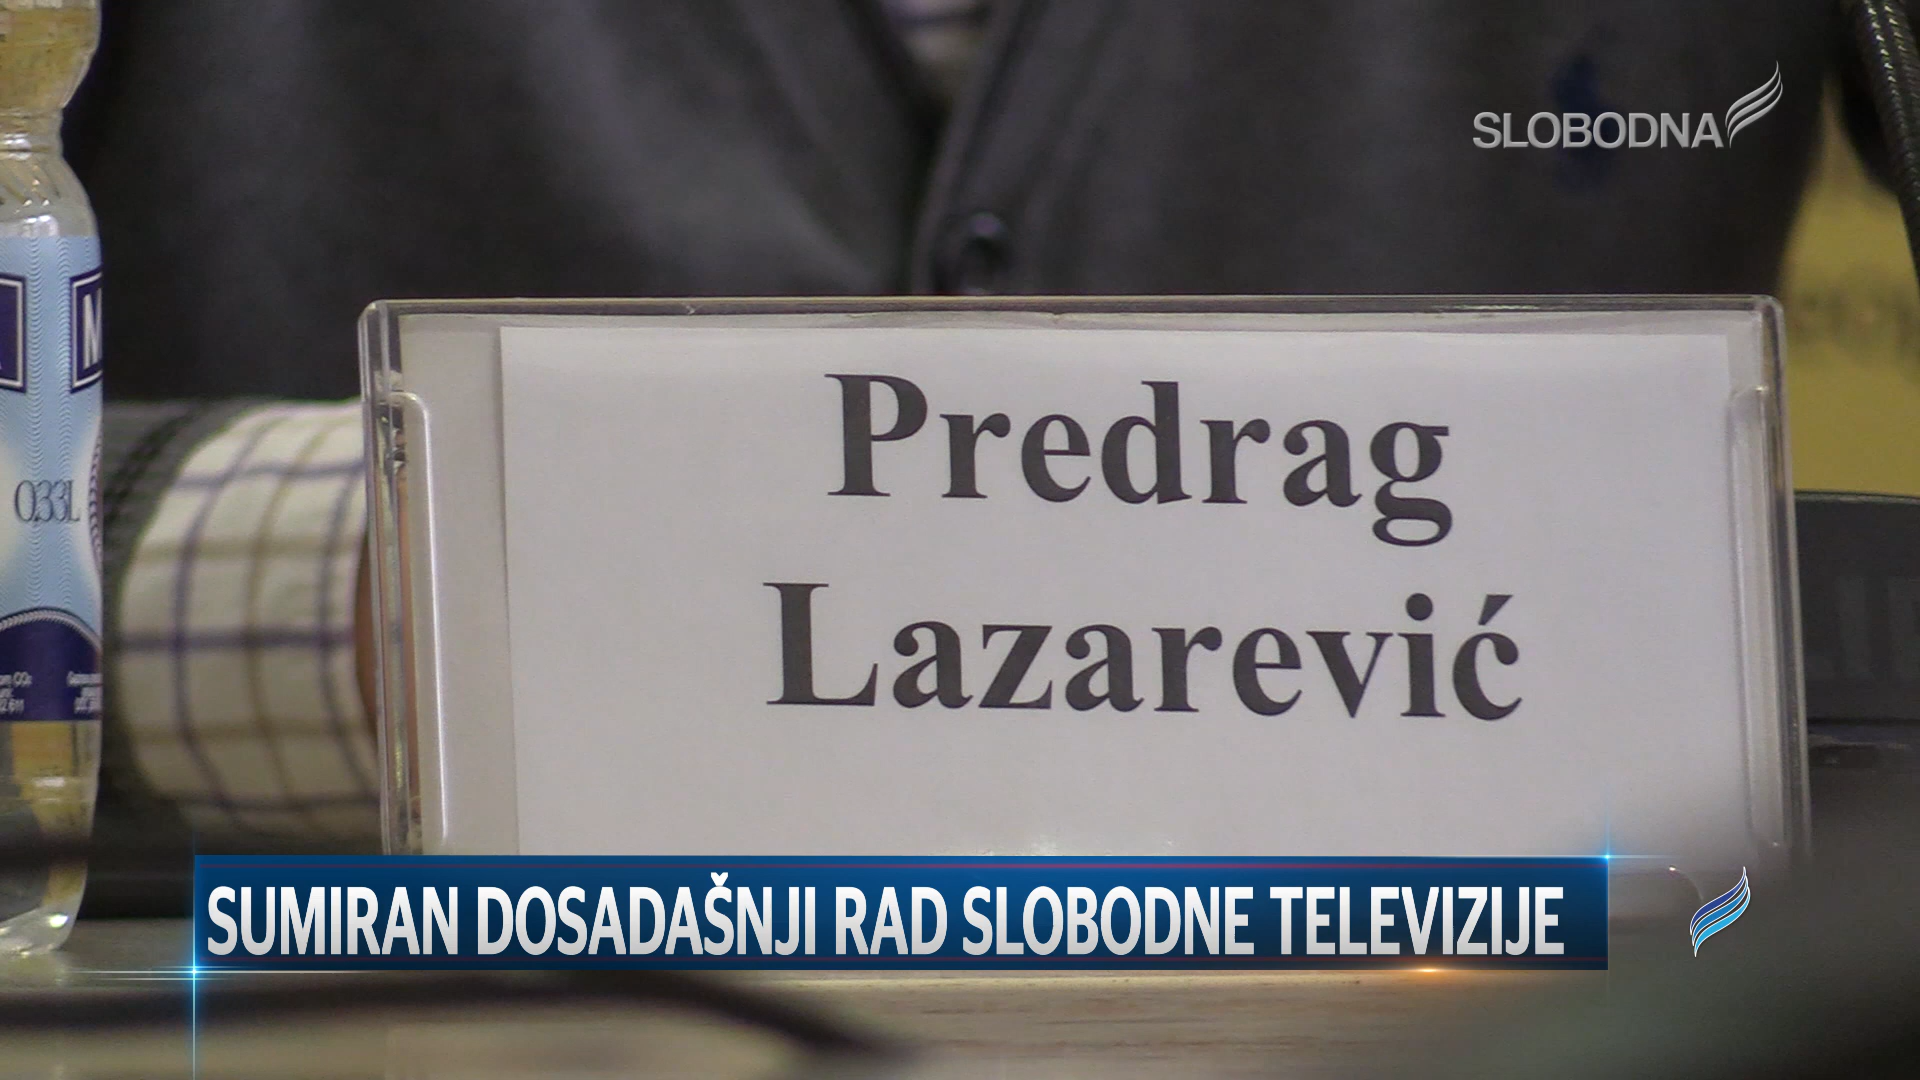 SLOBODNA
0,33L
Predrag
Lazarević
SUMIRAN DOSADAŠNJI RAD SLOBODNE TELEVIZIJE